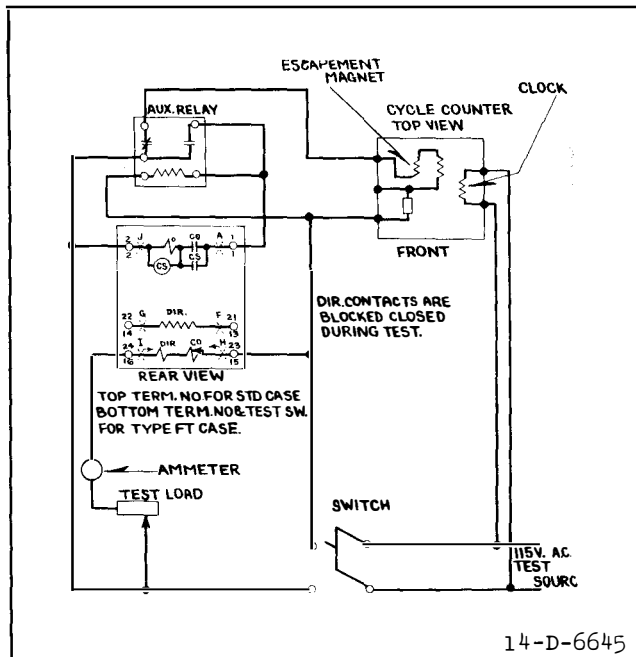 ESCAPEMENT
MAGNET
CLOCK
AUX. RELAY
CYCLE COUNTER
TOP VIEW
FRONT
2 J D CO A 1
2 CS CS 1
22 G DIR. F 21
14 13
24 I DIR CO H 23
16 15
REAR VIEW
DIR. CONTACTS ARE
BLOCKED CLOSED
DURING TEST.
TOP TERM. NO. FOR STD CASE
BOTTOM TERM. NO & TEST SW.
FOR TYPE FT CASE.
AMMETER
TEST LOAD
SWITCH
115V. A.C.
TEST
SOURC
14-D-6645